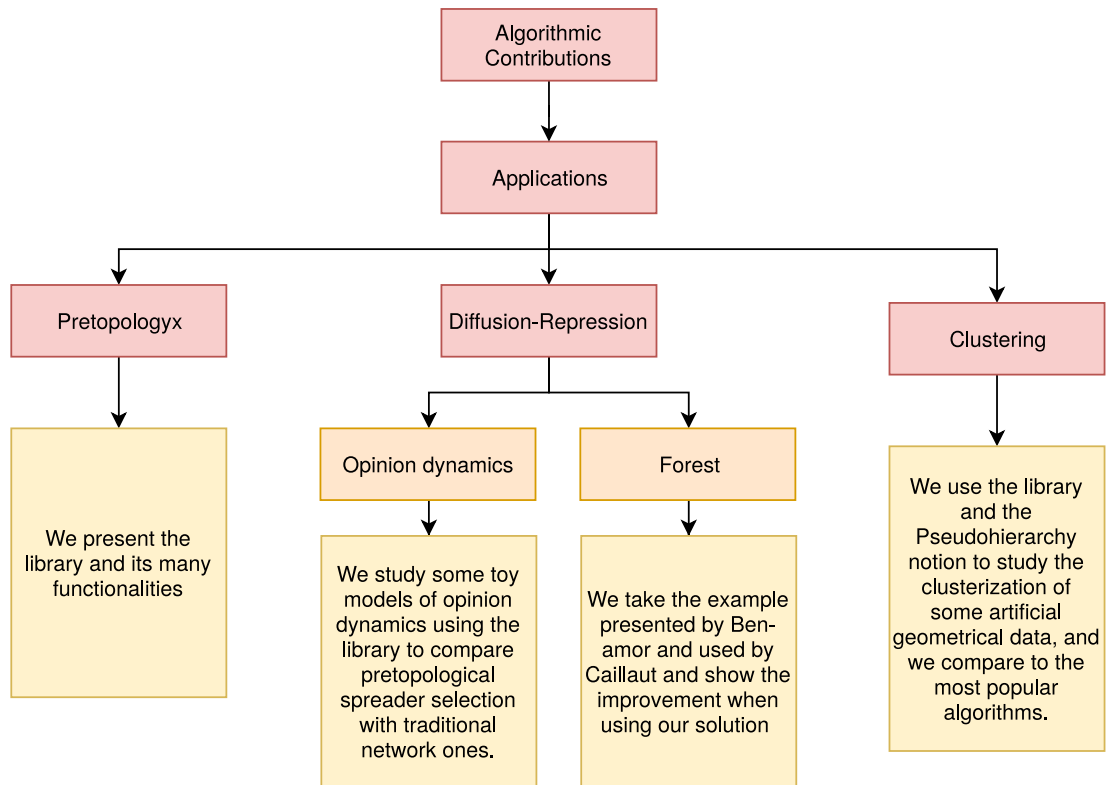 Algorithmic
Contributions
Applications
Pretopologyx
Diffusion-Repression
Clustering
Opinion dynamics
Forest
We present the
library and its many
functionalities
We study some toy
models of opinion
dynamics using the
library to compare
pretopological
spreader selection
with traditional
network ones.
We take the example
presented by Ben-
amor and used by
Caillaut and show the
improvement when
using our solution
We use the library
and the
Pseudohierarchy
notion to study the
clusterization of
some artificial
geometrical data, and
we compare to the
most popular
algorithms.